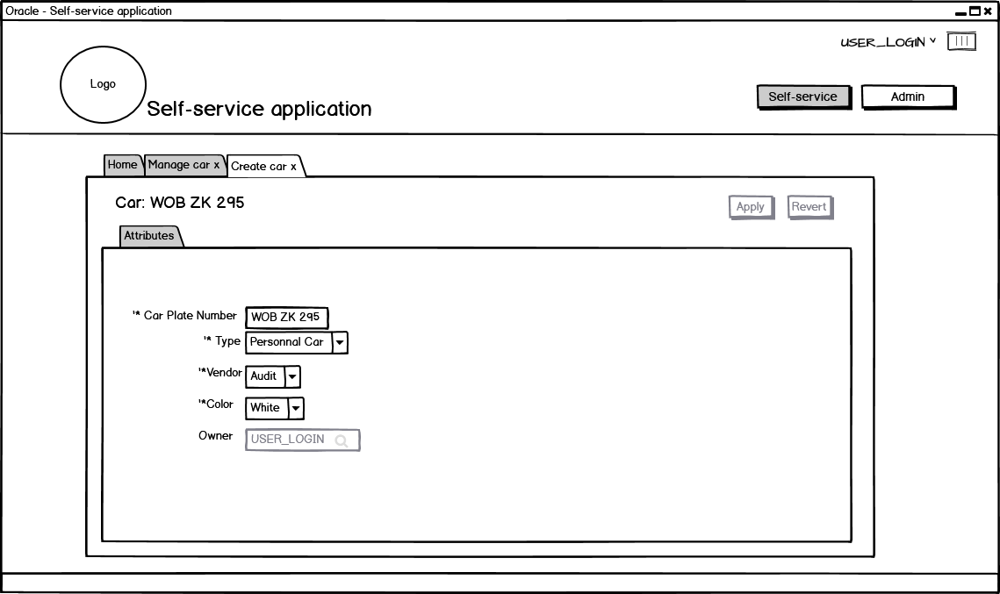 Oracle - Self-service application
USER_LOGIN
Logo
Self-service application
Self-service
Admin
Home
Manage car x
Create car x
Car: WOB ZK 295
Apply
Revert
Attributes
'* Car Plate Number
WOB ZK 295
'* Type
Personnal Car
'*Vendor
Audit
'*Color
White
Owner
USER_LOGIN